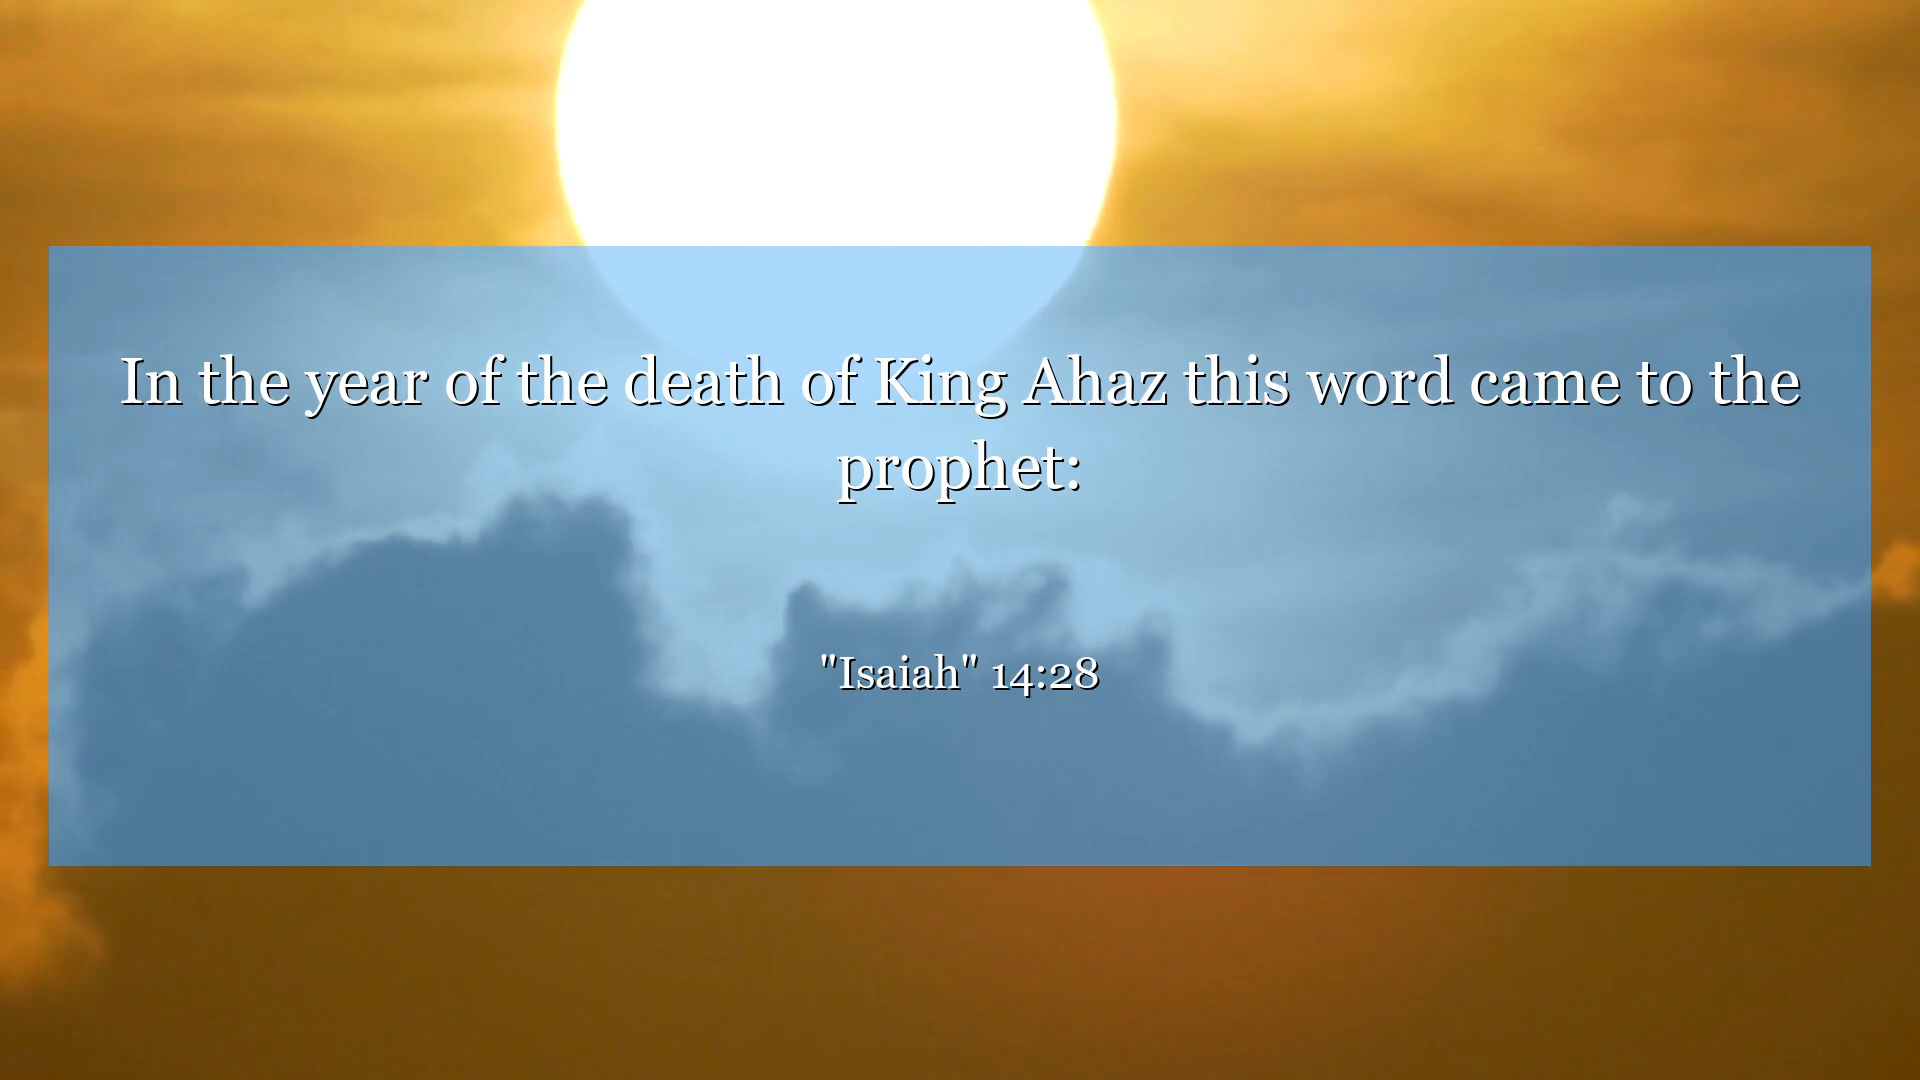 In the year of the death of King Ahaz this word came to the
prophet:
"Isaiah" 14:28